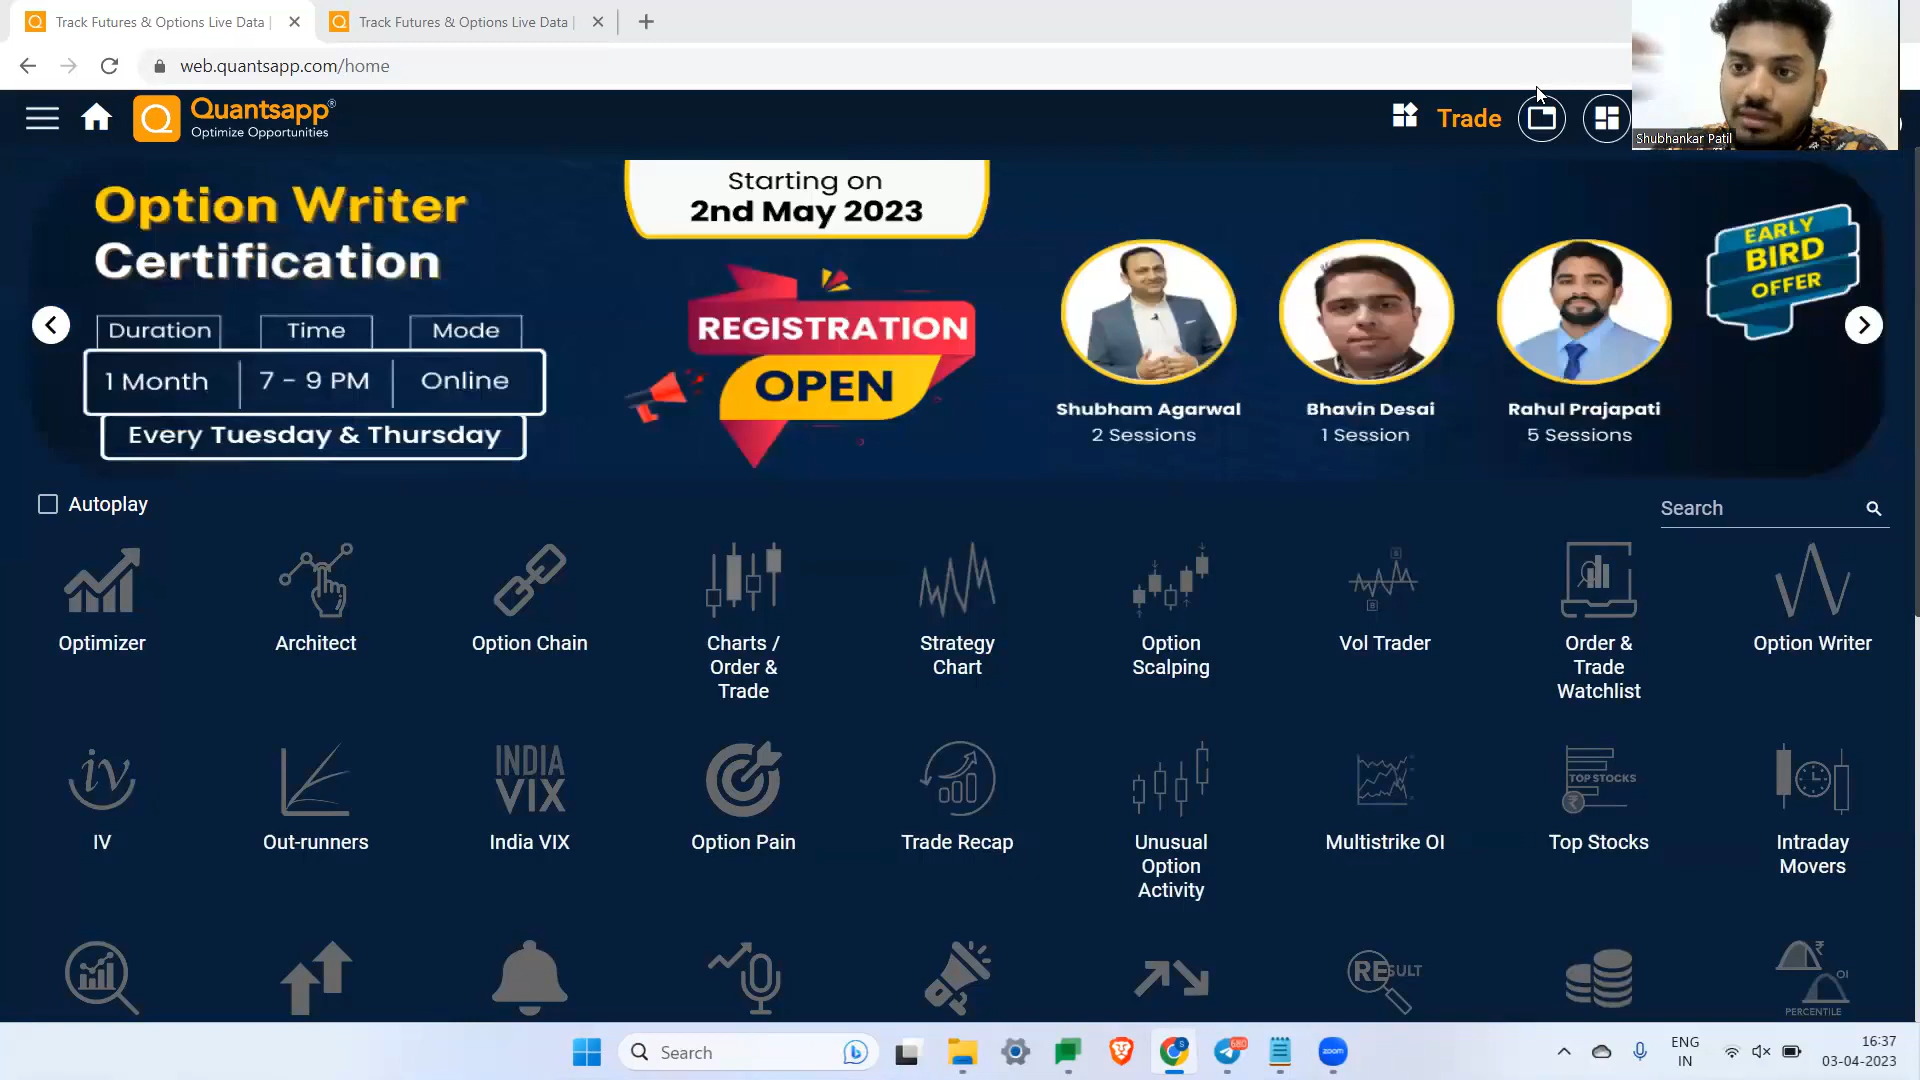 Track Futures & Options Live Data |
Track Futures & Options Live Data |
web.quantsapp.com/home
Quantsapp®
Optimize Opportunities
Trade
Shubhankar Patil
Option Writer
Certification
Duration
Time
Mode
1 Month
7 - 9 PM
Online
Every Tuesday & Thursday
Starting on
2nd May 2023
REGISTRATION
OPEN
Shubham Agarwal
2 Sessions
Bhavin Desai
1 Session
Rahul Prajapati
5 Sessions
EARLY
BIRD
OFFER
Autoplay
Search
Optimizer
Architect
Option Chain
Charts /
Order &
Trade
Strategy
Chart
Option
Scalping
Vol Trader
Order &
Trade
Watchlist
Option Writer
iv
INDIA
VIX
TOP STOCKS
IV
Out-runners
India VIX
Option Pain
Trade Recap
Unusual
Option
Activity
Multistrike OI
Top Stocks
Intraday
Movers
RESULT
OI
PERCENTILE
Search
680
zoom
ENG
IN
16:37
03-04-2023